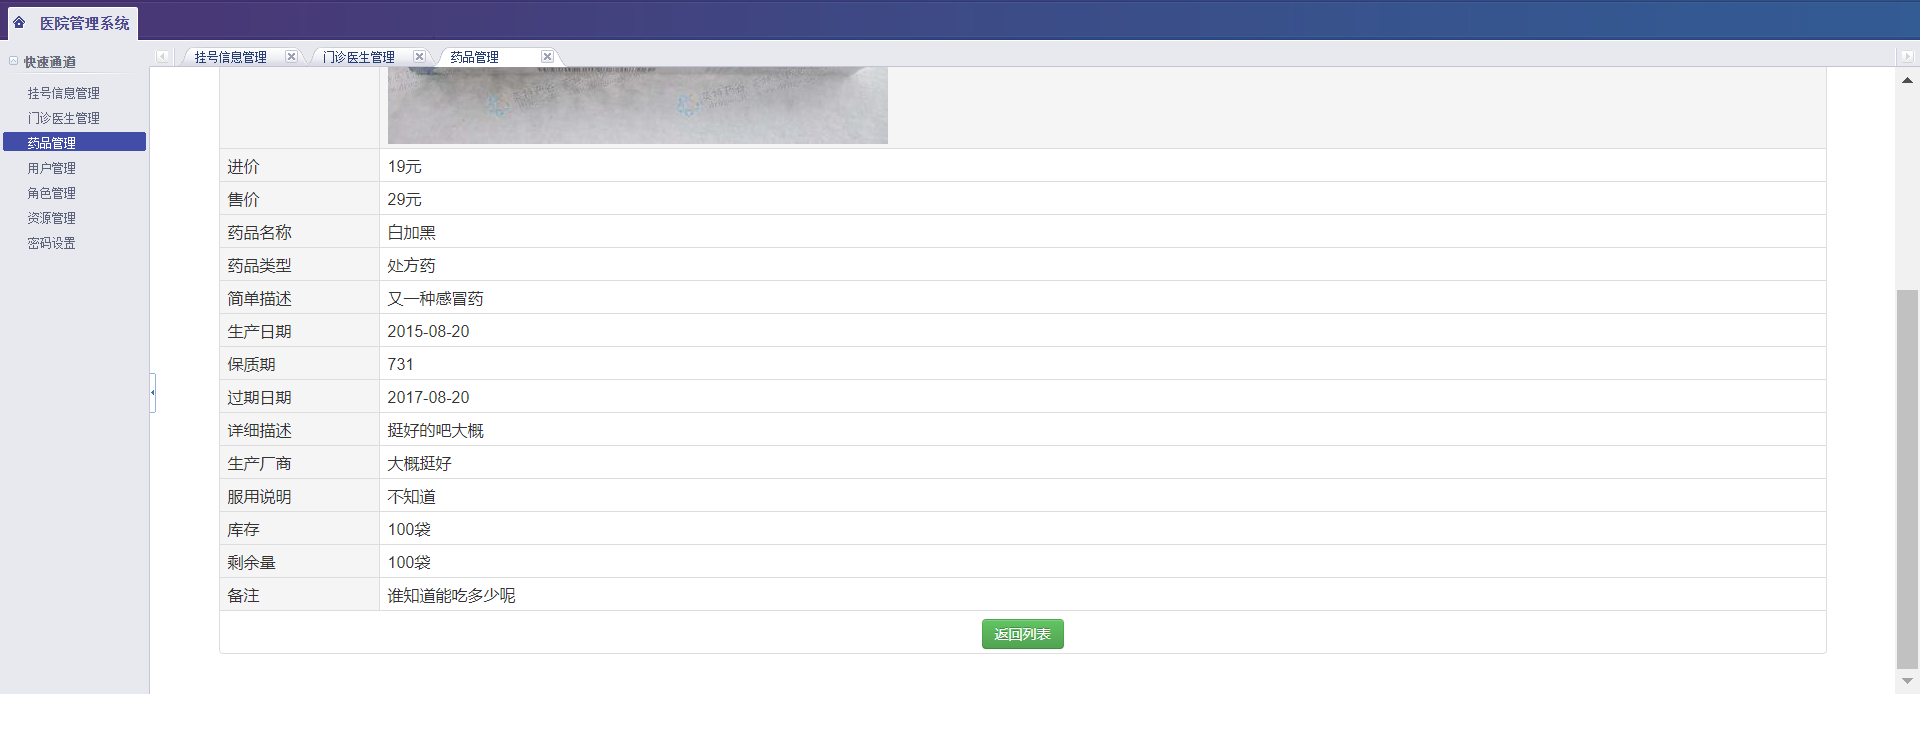 医院管理系统
快速通道
挂号信息管理
门诊医生管理
药品管理
用户管理
角色管理
资源管理
密码设置
挂号信息管理 门诊医生管理 药品管理
进价 19元
售价 29元
药品名称 白加黑
药品类型 处方药
简单描述 又一种感冒药
生产日期 2015-08-20
保质期 731
过期日期 2017-08-20
详细描述 挺好的吧大概
生产厂商 大概挺好
服用说明 不知道
库存 100袋
剩余量 100袋
备注 谁知道能吃多少呢
返回列表